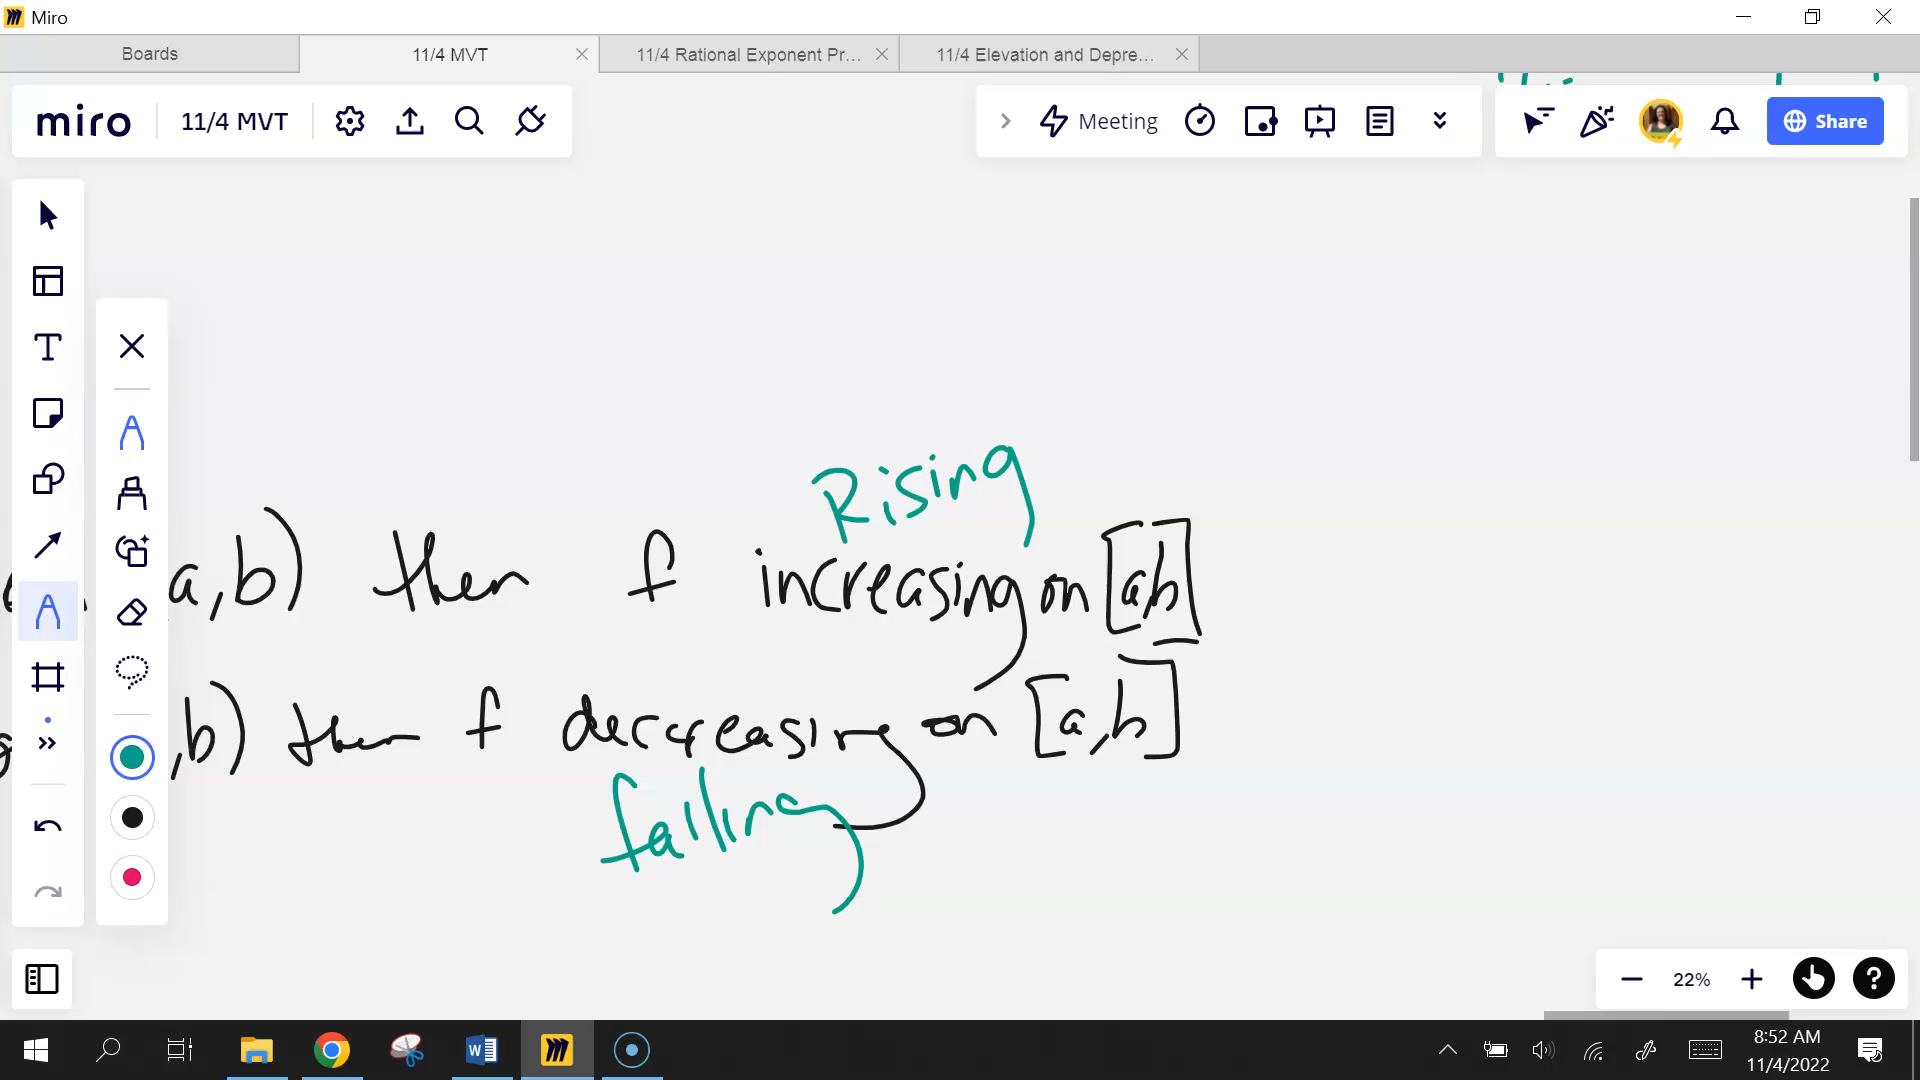 Miro
Boards
11/4 MVT
11/4 Rational Exponent Pr...
11/4 Elevation and Depre...
miro
11/4 MVT
Meeting
Share
Rising
a,b) then f increasing on [a,b]
,b) then f decreasing on [a,b]
falling
22%
8:52 AM
11/4/2022